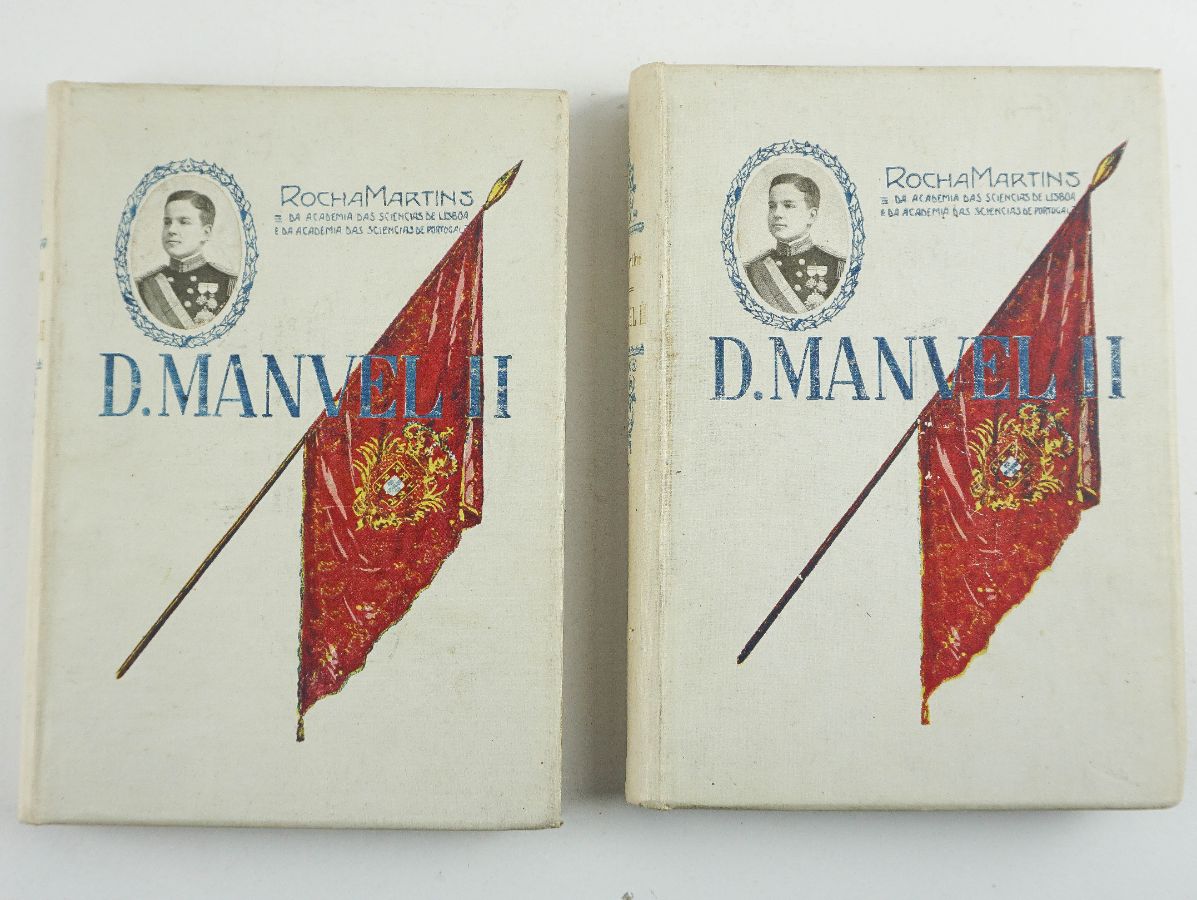 ROCHA MARTINS
DA ACADEMIA DAS SCIENCIAS DE LISBOA
E DA ACADEMIA DAS SCIENCIAS DE PORTUGAL
D. MANVEL II
ROCHA MARTINS
DA ACADEMIA DAS SCIENCIAS DE LISBOA
E DA ACADEMIA DAS SCIENCIAS DE PORTUGAL
D. MANVEL II